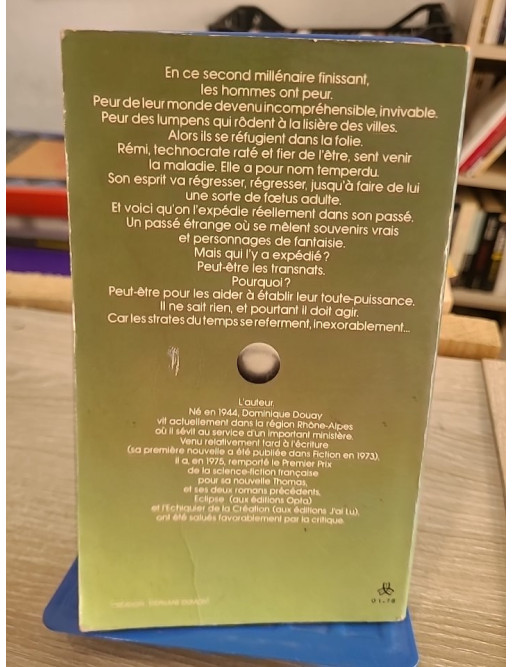 En ce second millénaire finissant,
les hommes ont peur.
Peur de leur monde devenu incompréhensible, invivable.
Peur des lumpens qui rôdent à la lisière des villes.
Alors ils se réfugient dans la folie.
Rémi, technocrate raté et fier de l'être, sent venir
la maladie. Elle a pour nom temperdu.
Son esprit va régresser, régresser, jusqu'à faire de lui
une sorte de fœtus adulte.
Et voici qu'on l'expédie réellement dans son passé.
Un passé étrange où se mêlent souvenirs vrais
et personnages de fantaisie.
Mais qui l'y a expédié?
Peut-être les transnats.
Pourquoi?
Peut-être pour les aider à établir leur toute-puissance.
Il ne sait rien, et pourtant il doit agir.
Car les strates du temps se referment, inexorablement...
L'auteur.
Né en 1944, Dominique Douay
vit actuellement dans la région Rhône-Alpes
où il sévit au service d'un important ministère.
Venu relativement tard à l'écriture
(sa première nouvelle a été publiée dans Fiction en 1973),
il a, en 1975, remporté le Premier Prix
de la science-fiction française
pour sa nouvelle Thomas,
et ses deux romans précédents,
Eclipse (aux éditions Opta)
et l'Echiquier de la Création (aux éditions J'ai Lu),
ont été salués favorablement par la critique.